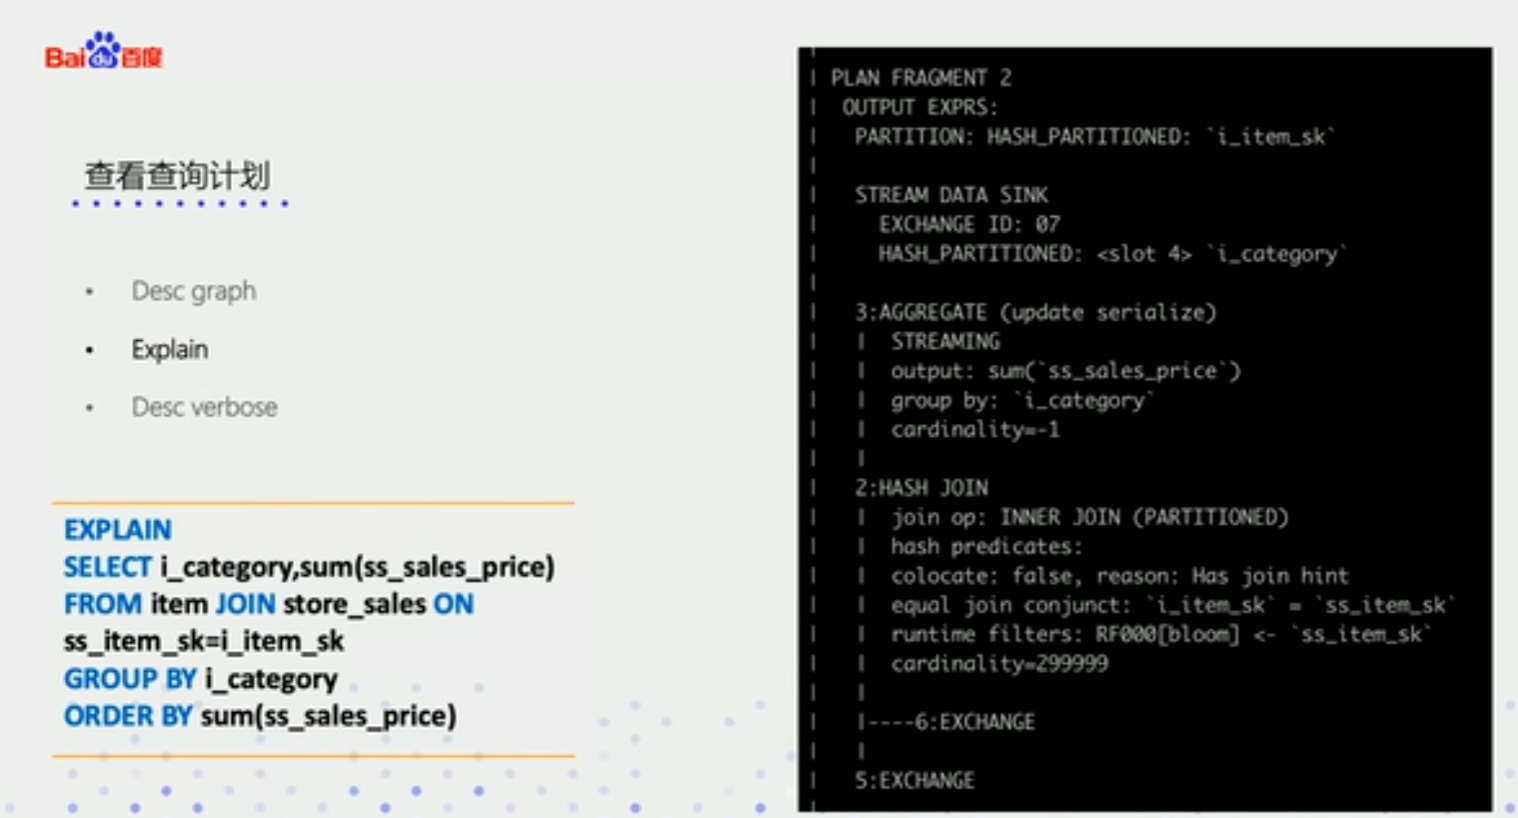 Bai du 百度
查看查询计划
• Desc graph
• Explain
• Desc verbose
EXPLAIN
SELECT i_category,sum(ss_sales_price)
FROM item JOIN store_sales ON
ss_item_sk=i_item_sk
GROUP BY i_category
ORDER BY sum(ss_sales_price)
| PLAN FRAGMENT 2
| OUTPUT EXPRS:
| PARTITION: HASH_PARTITIONED: `i_item_sk`
|
| STREAM DATA SINK
| EXCHANGE ID: 07
| HASH_PARTITIONED: <slot 4> `i_category`
|
| 3:AGGREGATE (update serialize)
| | STREAMING
| | output: sum(`ss_sales_price`)
| | group by: `i_category`
| | cardinality=-1
| |
| 2:HASH JOIN
| | join op: INNER JOIN (PARTITIONED)
| | hash predicates:
| | colocate: false, reason: Has join hint
| | equal join conjunct: `i_item_sk` = `ss_item_sk`
| | runtime filters: RF000[bloom] <- `ss_item_sk`
| | cardinality=299999
| |
| |----6:EXCHANGE
| |
| 5:EXCHANGE